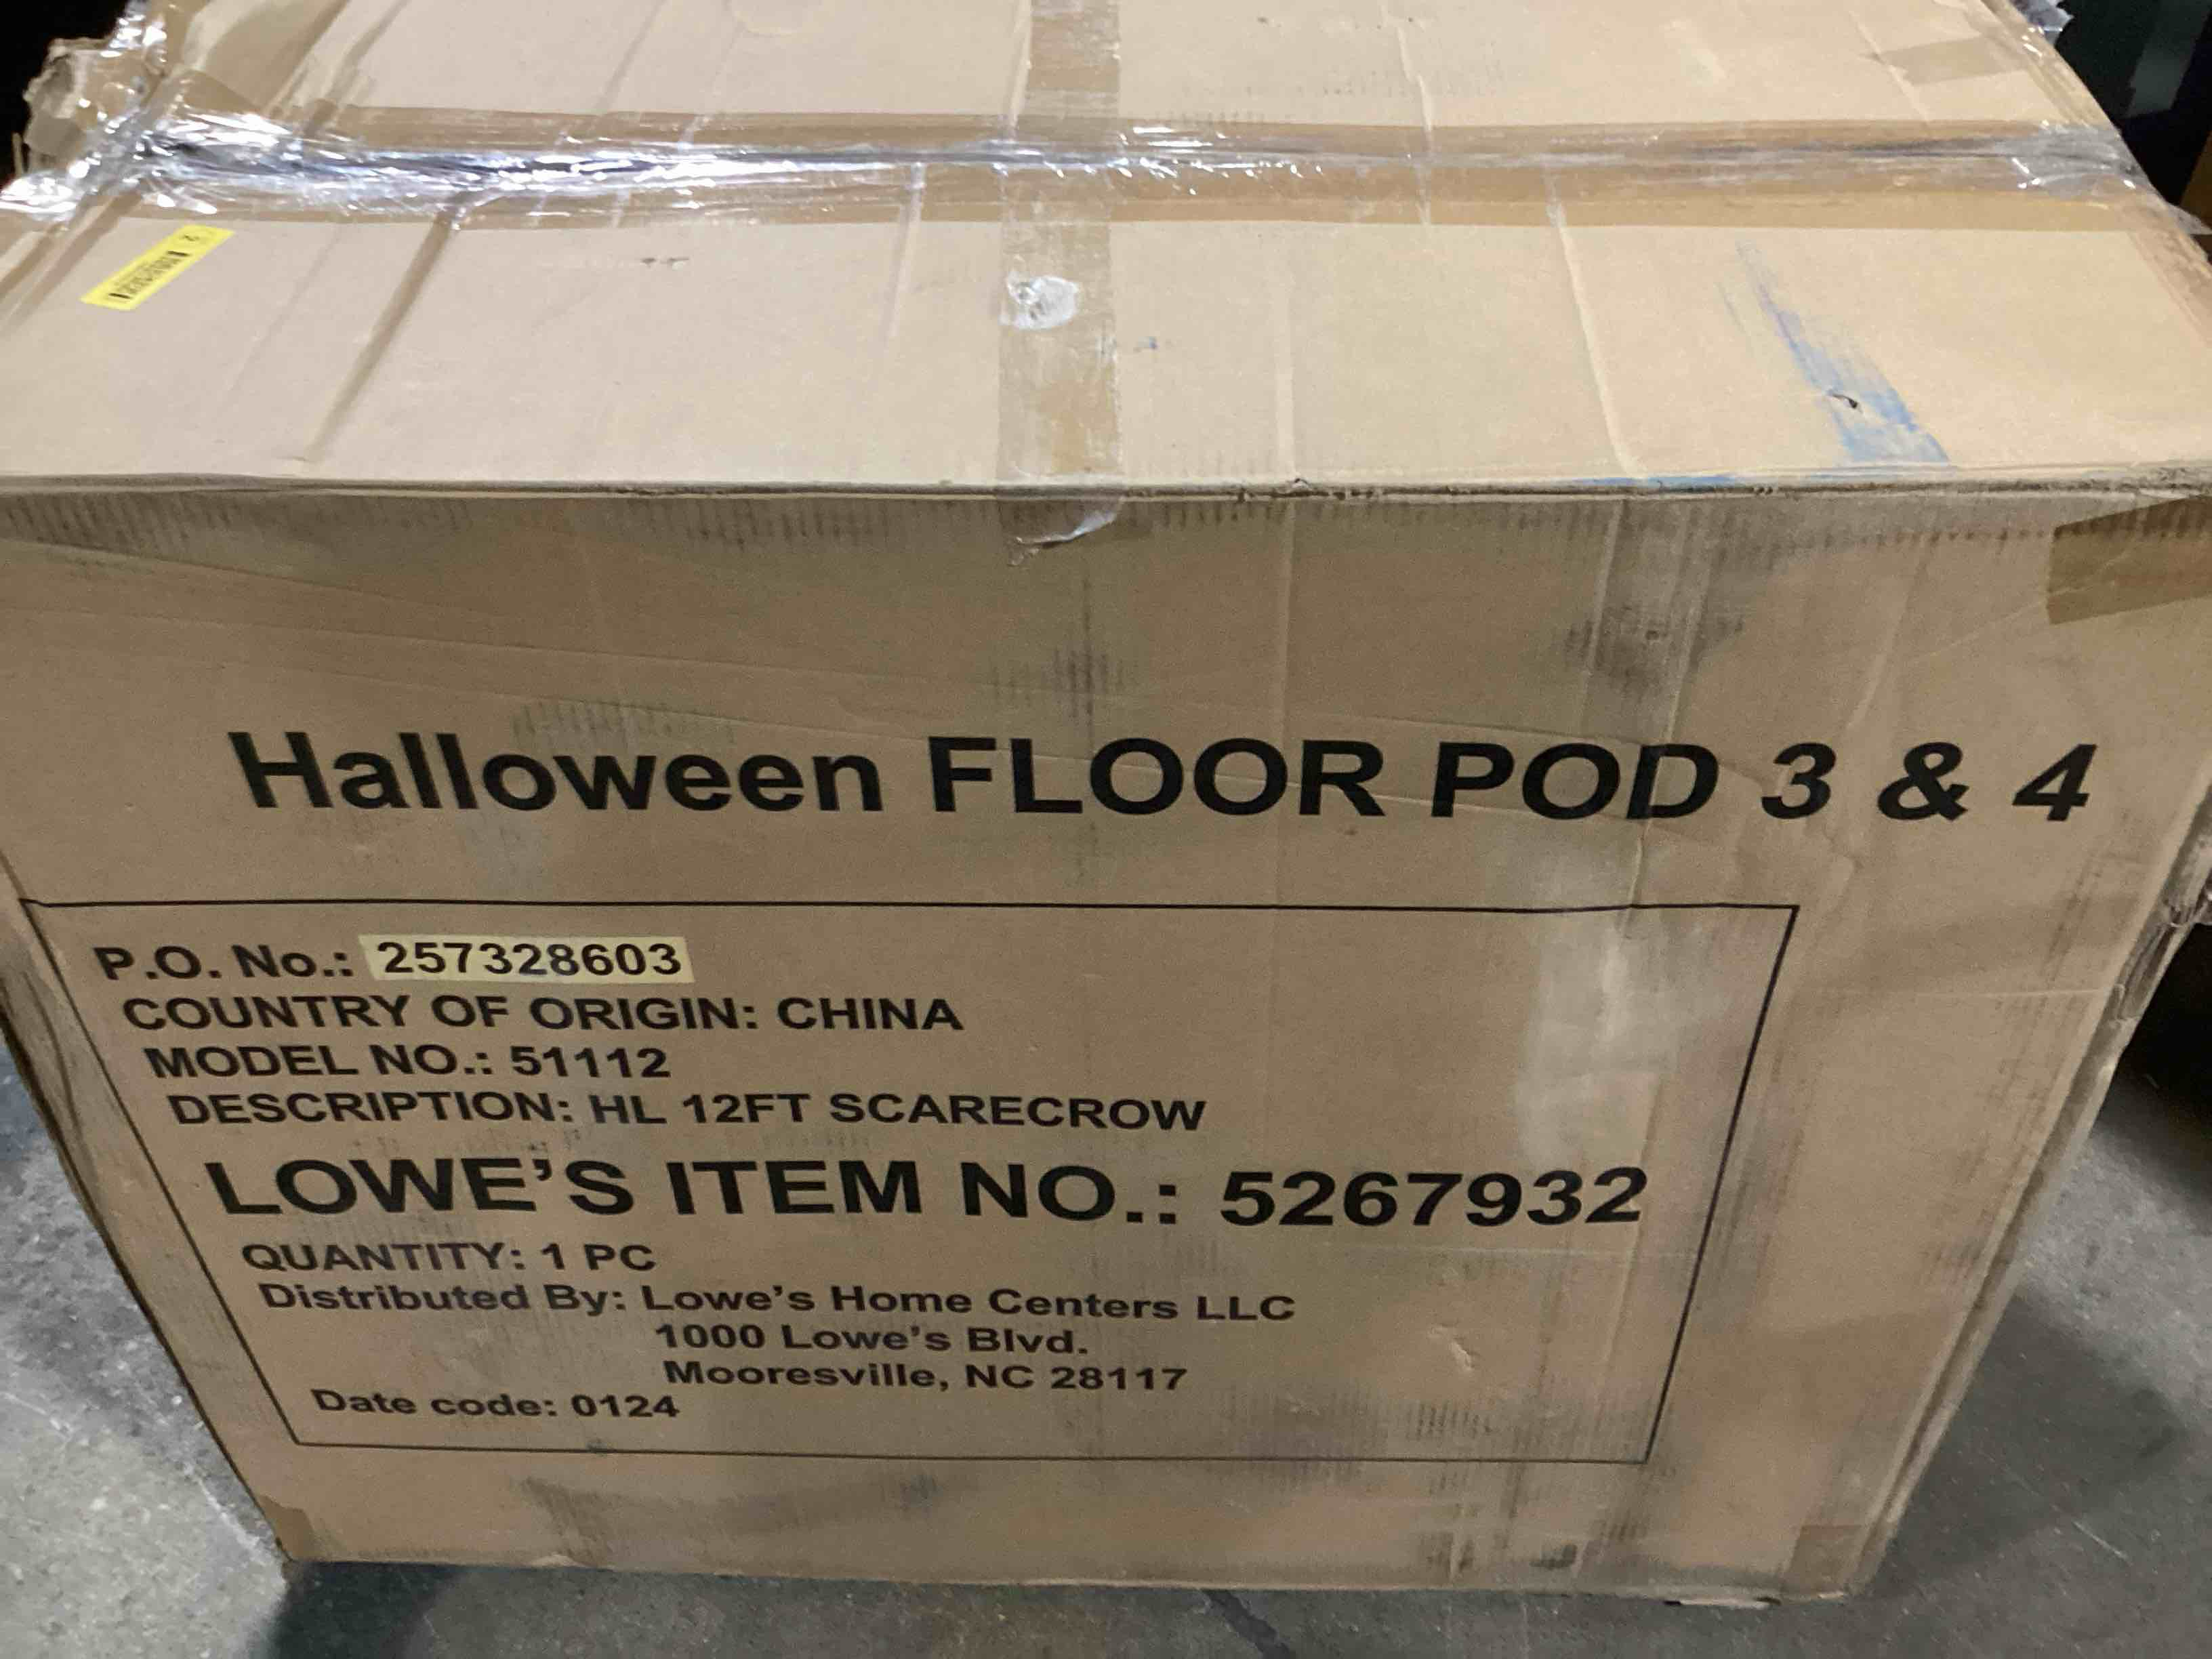 Halloween FLOOR POD 3 & 4
P.O. No.: 257328603
COUNTRY OF ORIGIN: CHINA
MODEL NO.: 51112
DESCRIPTION: HL 12FT SCARECROW
LOWE'S ITEM NO.: 5267932
QUANTITY: 1 PC
Distributed By: Lowe's Home Centers LLC
1000 Lowe's Blvd.
Mooresville, NC 28117
Date code: 0124